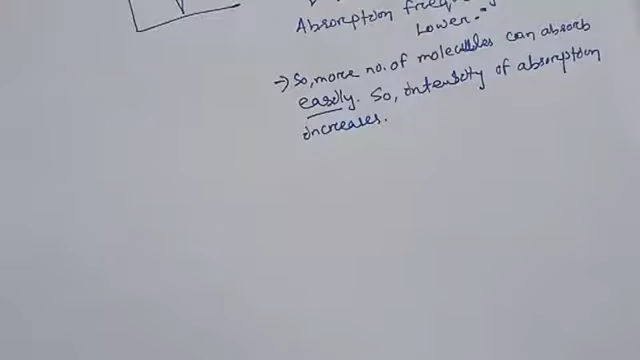 Absorption freq
Lower.
→ So, more no. of molecules can absorb
easily. So, intensity of absorption
increases.